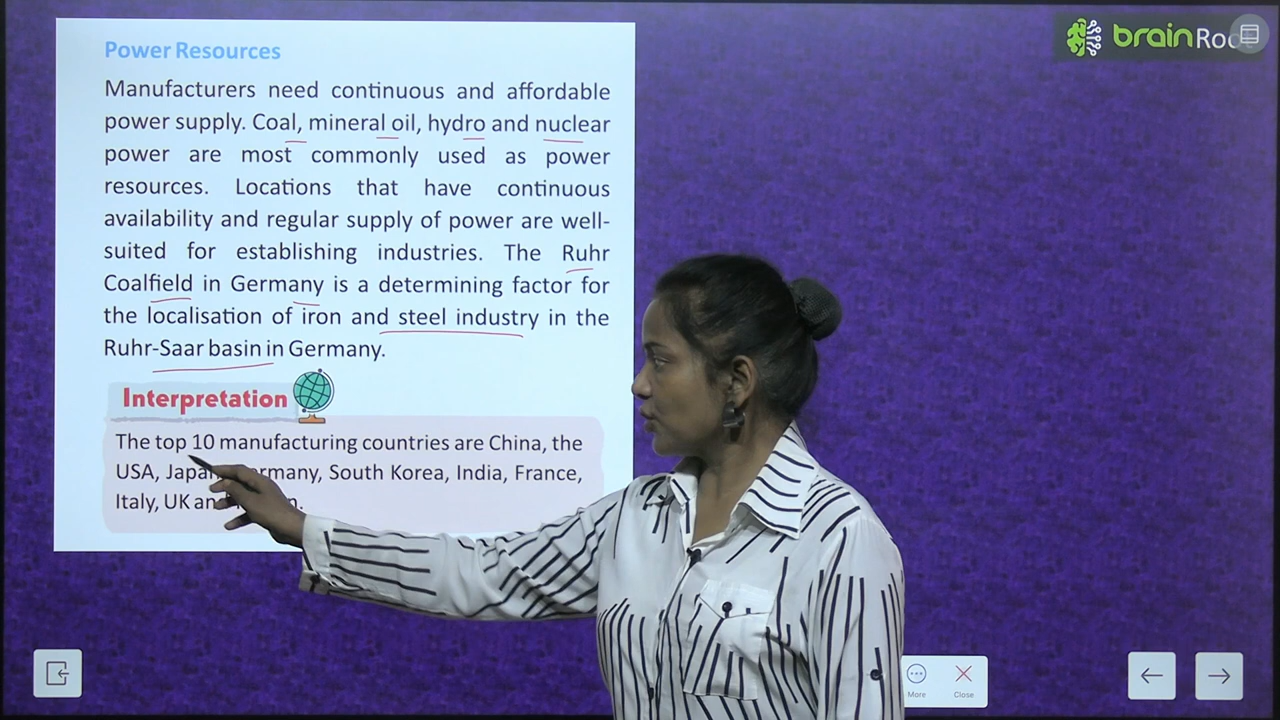 Power Resources
Manufacturers need continuous and affordable
power supply. Coal, mineral oil, hydro and nuclear
power are most commonly used as power
resources. Locations that have continuous
availability and regular supply of power are well-
suited for establishing industries. The Ruhr
Coalfield in Germany is a determining factor for
the localisation of iron and steel industry in the
Ruhr-Saar basin in Germany.
Interpretation
The top 10 manufacturing countries are China, the
USA, Germany, South Korea, India, France,
Italy, UK
brain
More
Close